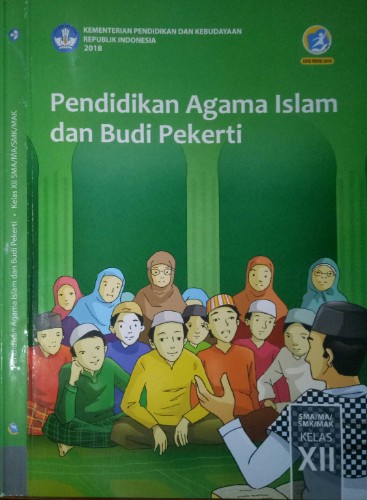 KEMENTERIAN PENDIDIKAN DAN KEBUDAYAAN
REPUBLIK INDONESIA
2018
Pendidikan Agama Islam
dan Budi Pekerti
SMA/MA/
SMK/MAK
KELAS
XII
Pendidikan Agama Islam dan Budi Pekerti • Kelas XII SMA/MA/SMK/MAK